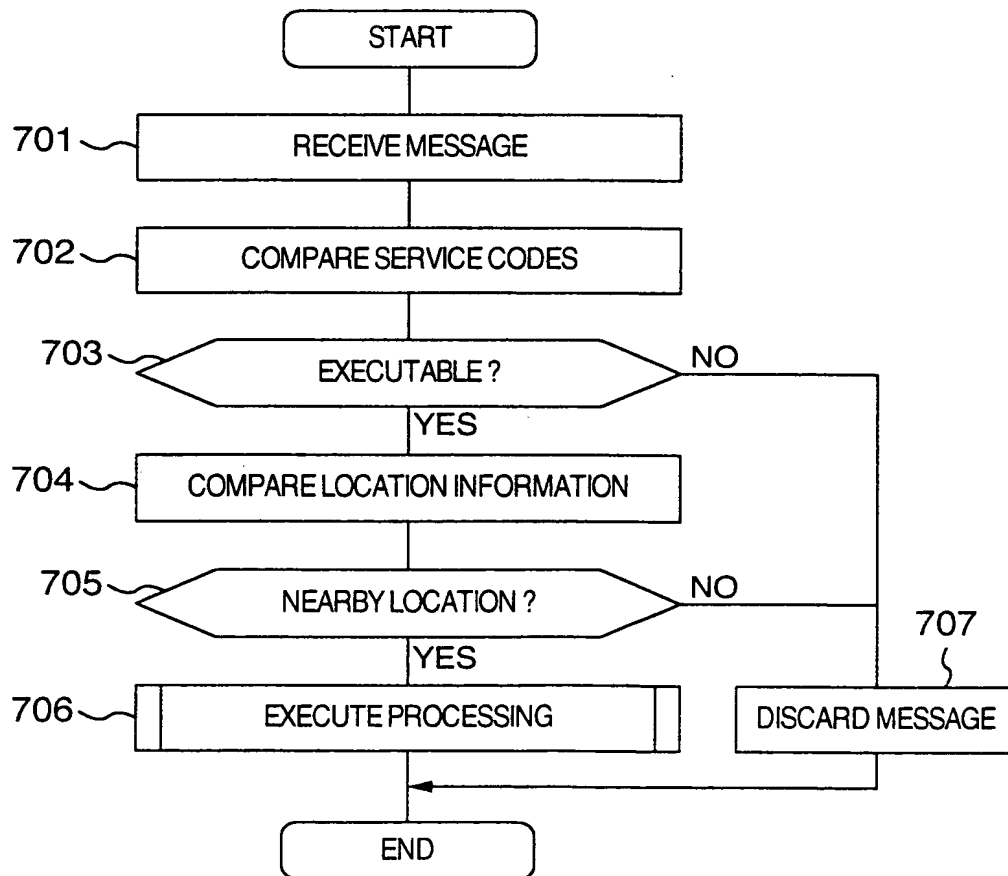 START
701
RECEIVE MESSAGE
702
COMPARE SERVICE CODES
703
EXECUTABLE ?
NO
YES
704
COMPARE LOCATION INFORMATION
705
NEARBY LOCATION ?
NO
YES
707
706
EXECUTE PROCESSING
DISCARD MESSAGE
END